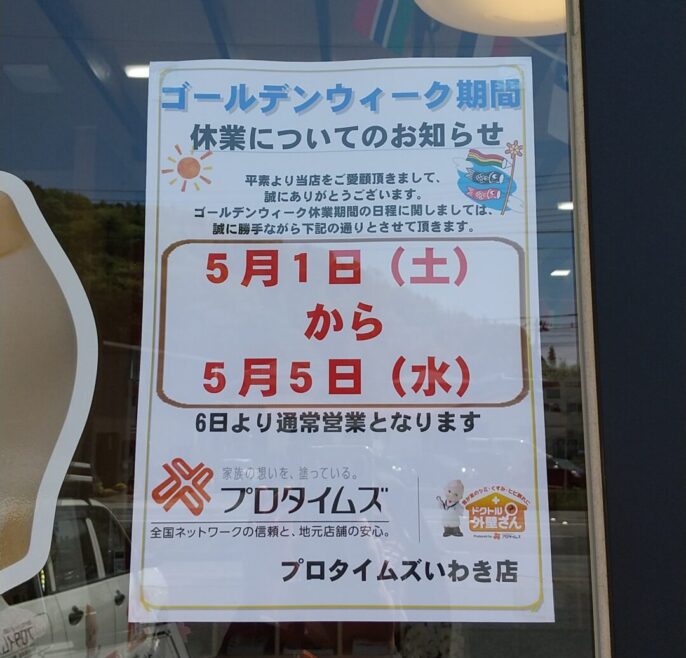 ゴールデンウィーク期間
休業についてのお知らせ
平素より当店をご愛顧頂きまして、
誠にありがとうございます。
ゴールデンウィーク休業期間の日程に関しましては、
誠に勝手ながら下記の通りとさせて頂きます。
5月1日（土）
から
5月5日（水）
6日より通常営業となります
家族の想いを、塗っている。
プロタイムズ
全国ネットワークの信頼と、地元店舗の安心。
ドクトル
外壁さん
プロタイムズ
プロタイムズいわき店